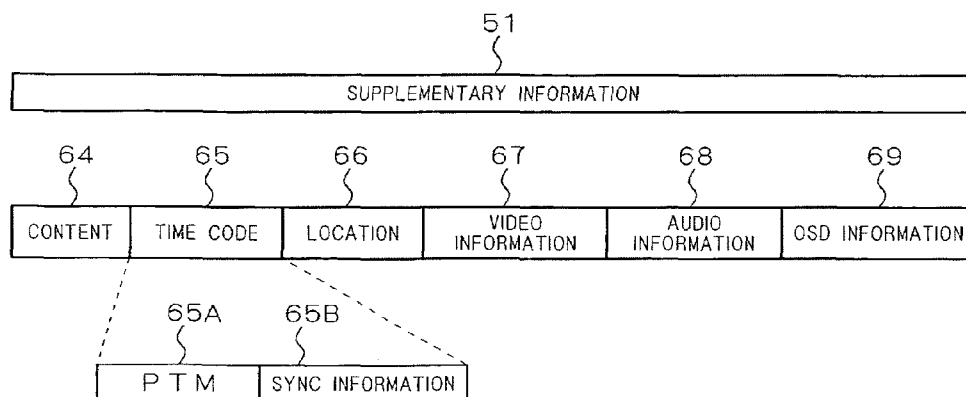 51
SUPPLEMENTARY INFORMATION
64 65 66 67 68 69
CONTENT TIME CODE LOCATION VIDEO INFORMATION AUDIO INFORMATION OSD INFORMATION
65A 65B
PTM SYNC INFORMATION